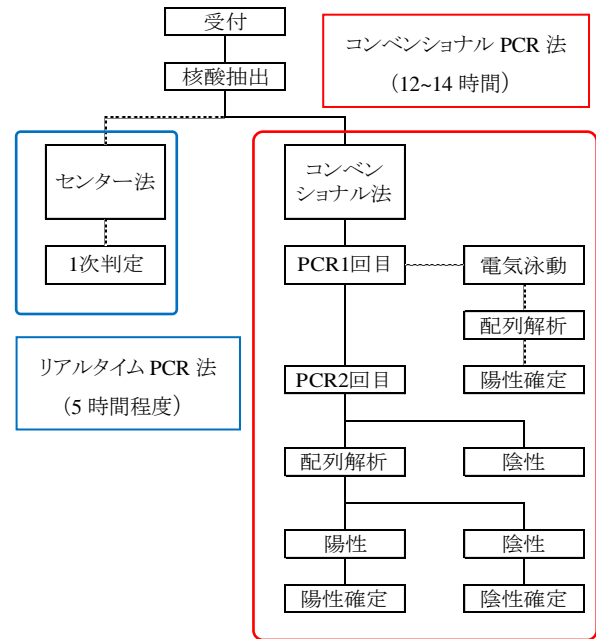 受付
コンベンショナル PCR 法
（12~14 時間）
核酸抽出
センター法
コンベン
ショナル法
1次判定
PCR1回目
電気泳動
配列解析
リアルタイム PCR 法
（5 時間程度）
PCR2回目
陽性確定
配列解析
陰性
陽性
陰性
陽性確定
陰性確定